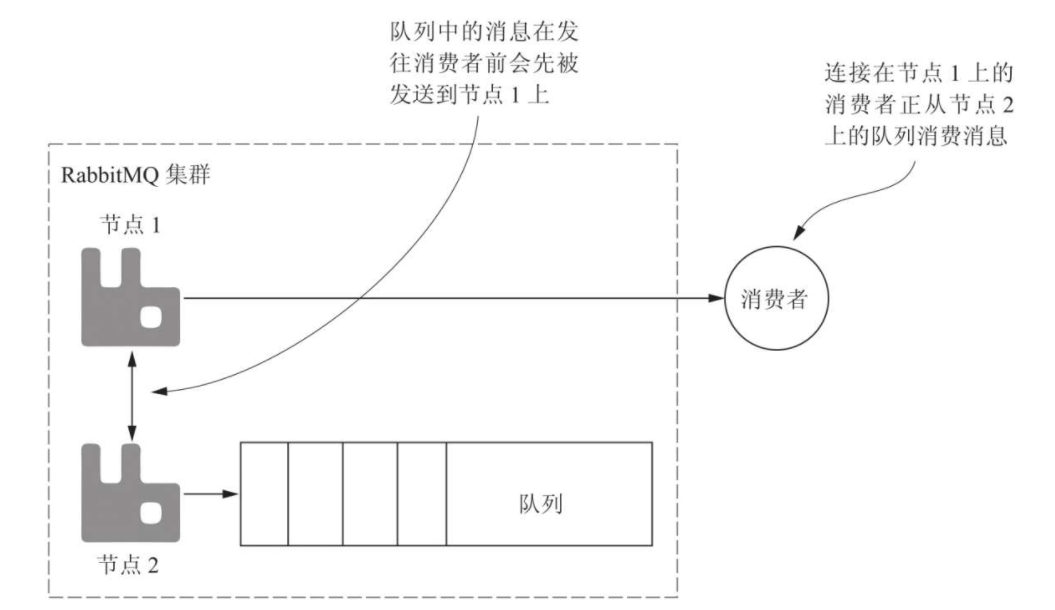 队列中的消息在发
往消费者前会先被
发送到节点 1 上
连接在节点 1 上的
消费者正从节点 2
上的队列消费消息
RabbitMQ 集群
节点 1
消费者
队列
节点 2